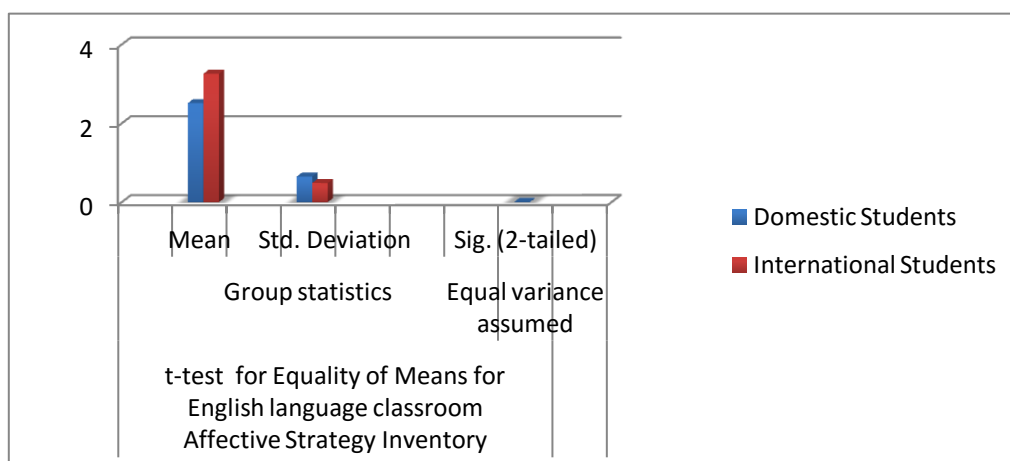 4
2
0
Mean Std. Deviation Sig. (2-tailed)
Group statistics
Equal variance
assumed
t-test for Equality of Means for
English language classroom
Affective Strategy Inventory
Domestic Students
International Students